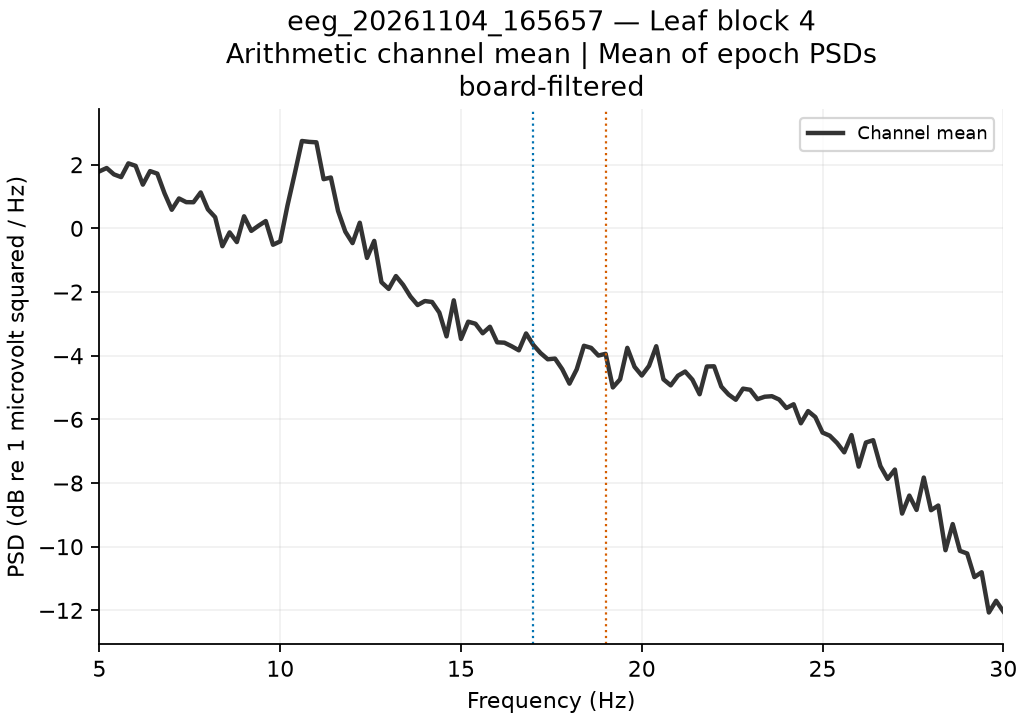 eeg_20261104_165657 — Leaf block 4
Arithmetic channel mean | Mean of epoch PSDs
board-filtered
Channel mean
PSD (dB re 1 microvolt squared / Hz)
2
0
−2
−4
−6
−8
−10
−12
5
10
15
20
25
30
Frequency (Hz)